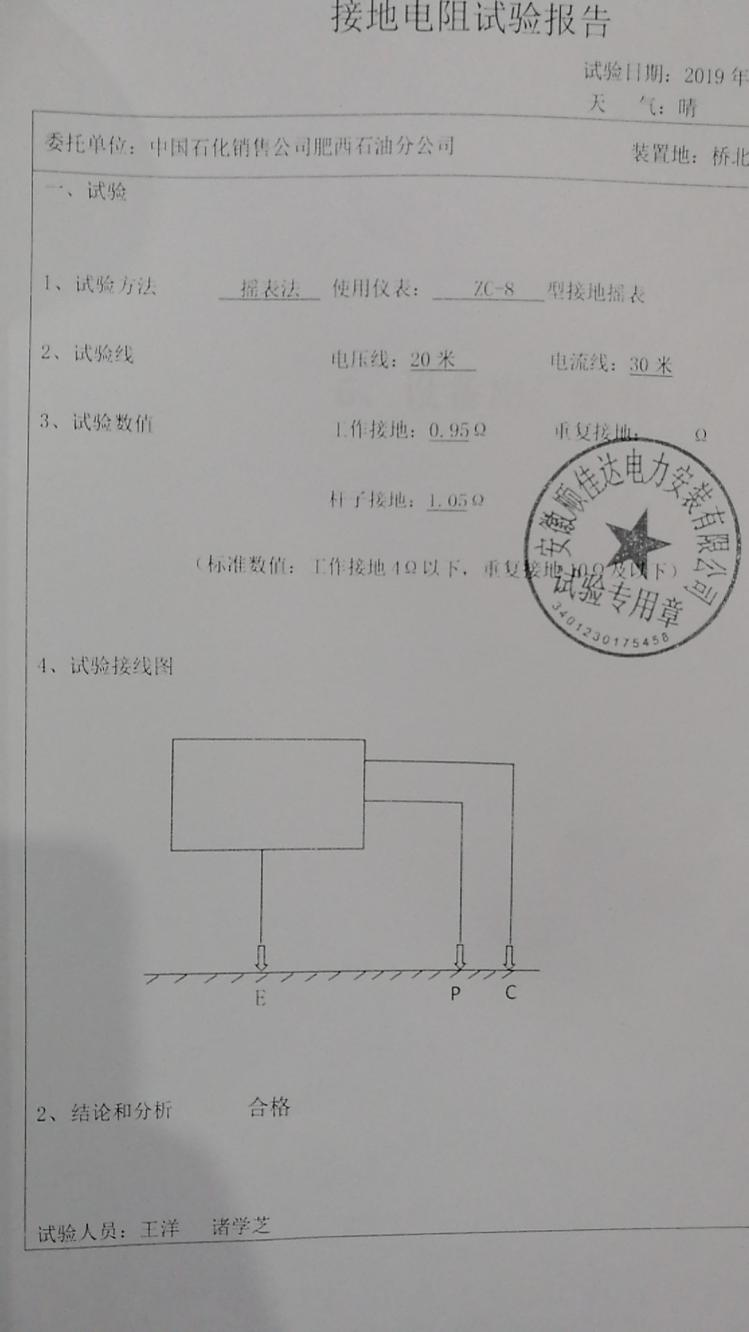 接地电阻试验报告
试验日期：2019 年
天　气：晴
委托单位：中国石化销售公司肥西石油分公司　装置地：桥北
一、试验
1、试验方法　摇表法　使用仪表：　ZC-8　型接地摇表
2、试验线　电压线：20 米　电流线：30 米
3、试验数值　工作接地：0.95Ω　重复接地：　Ω
杆子接地：1.05Ω
（标准数值：工作接地 4Ω以下，重复接地 10Ω及以下）
安徽顺佳达电力安装有限公司
试验专用章
3401230175458
4、试验接线图
E　P　C
2、结论和分析　合格
试验人员：王洋　诸学芝